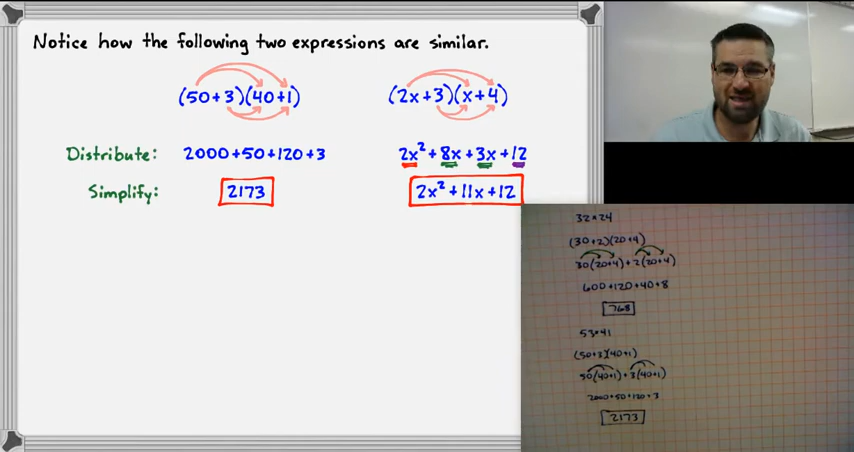 Notice how the following two expressions are similar.
(50+3)(40+1) (2x+3)(x+4)
Distribute: 2000+50+120+3 2x²+8x+3x+12
Simplify: 2173 2x²+11x+12
32×24
(30+2)(20+4)
30(20+4)+2(20+4)
600+120+40+8
768
53×41
(50+3)(40+1)
50(40+1)+3(40+1)
2000+50+120+3
2173